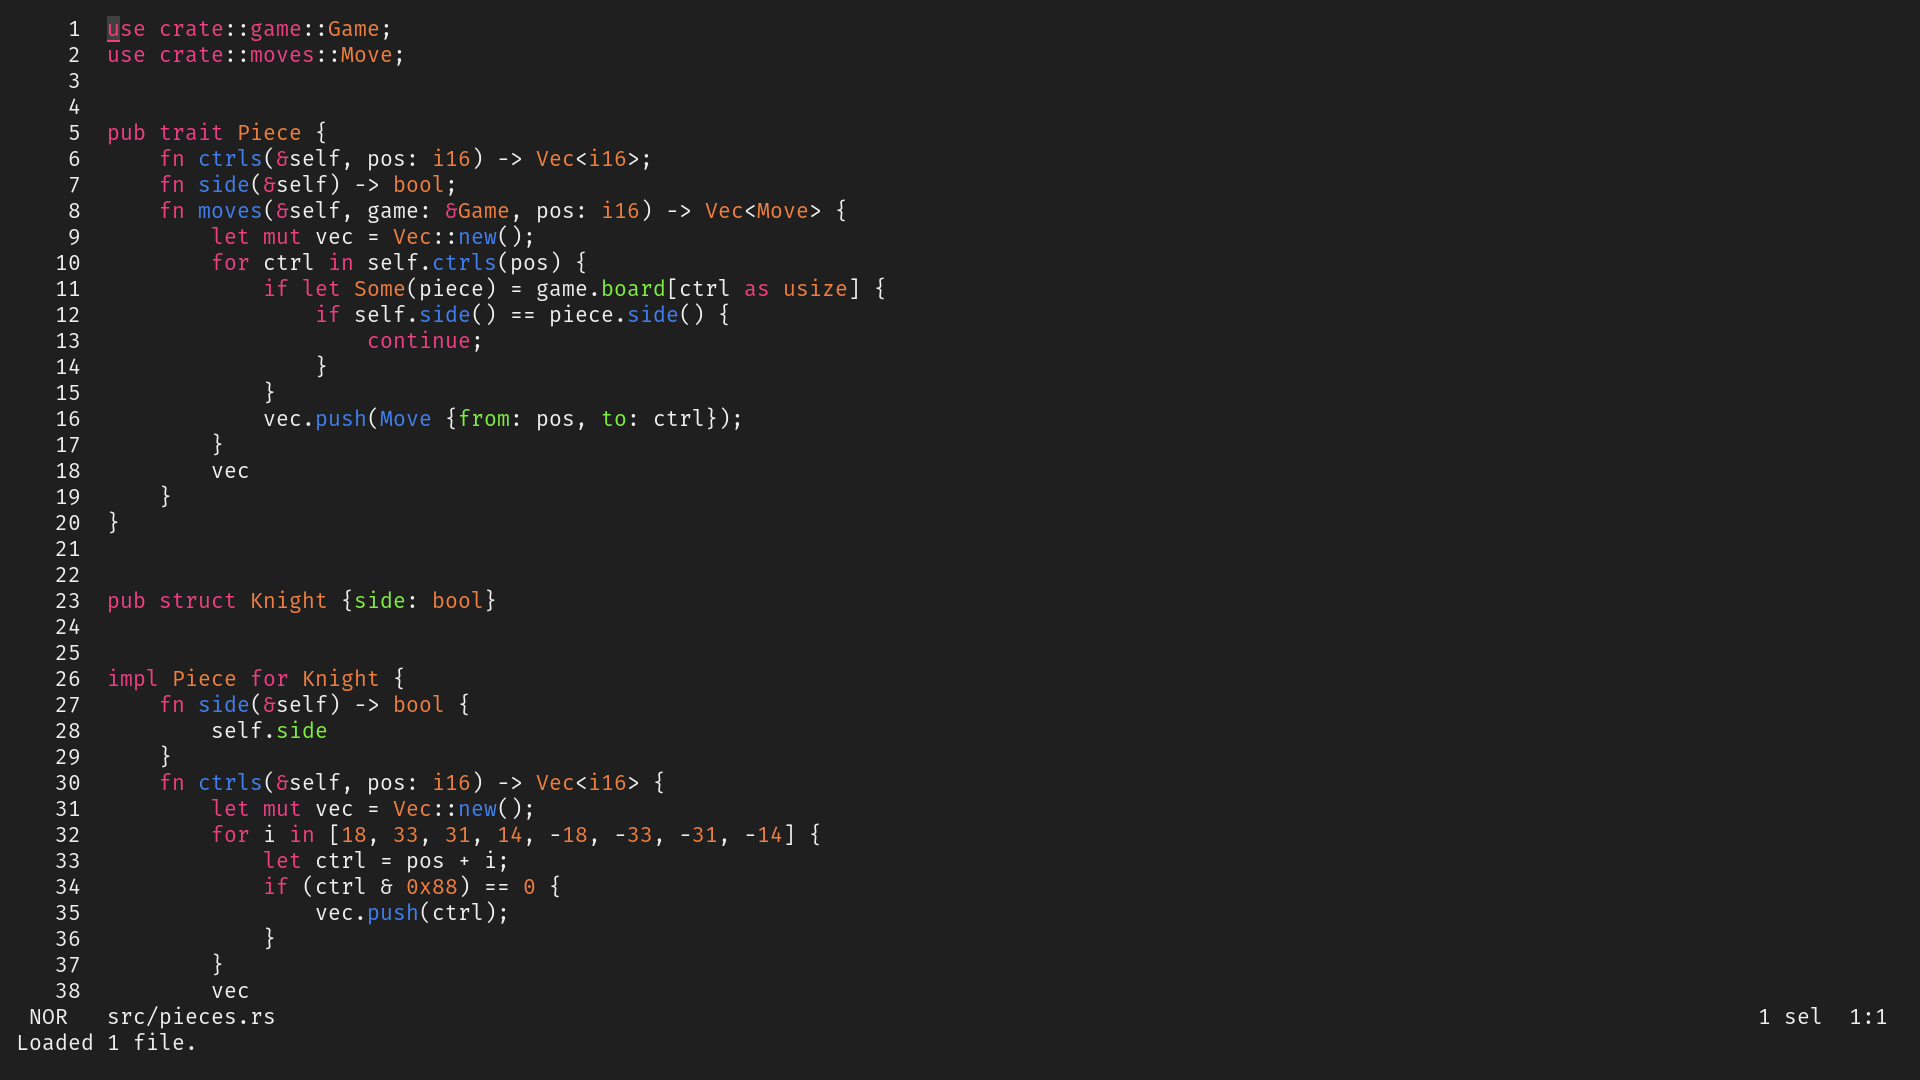 1 use crate::game::Game;
2 use crate::moves::Move;
3
4
5 pub trait Piece {
6     fn ctrls(&self, pos: i16) -> Vec<i16>;
7     fn side(&self) -> bool;
8     fn moves(&self, game: &Game, pos: i16) -> Vec<Move> {
9         let mut vec = Vec::new();
10         for ctrl in self.ctrls(pos) {
11             if let Some(piece) = game.board[ctrl as usize] {
12                 if self.side() == piece.side() {
13                     continue;
14                 }
15             }
16             vec.push(Move {from: pos, to: ctrl});
17         }
18         vec
19     }
20 }
21
22
23 pub struct Knight {side: bool}
24
25
26 impl Piece for Knight {
27     fn side(&self) -> bool {
28         self.side
29     }
30     fn ctrls(&self, pos: i16) -> Vec<i16> {
31         let mut vec = Vec::new();
32         for i in [18, 33, 31, 14, -18, -33, -31, -14] {
33             let ctrl = pos + i;
34             if (ctrl & 0x88) == 0 {
35                 vec.push(ctrl);
36             }
37         }
38         vec
NOR   src/pieces.rs   1 sel  1:1
Loaded 1 file.